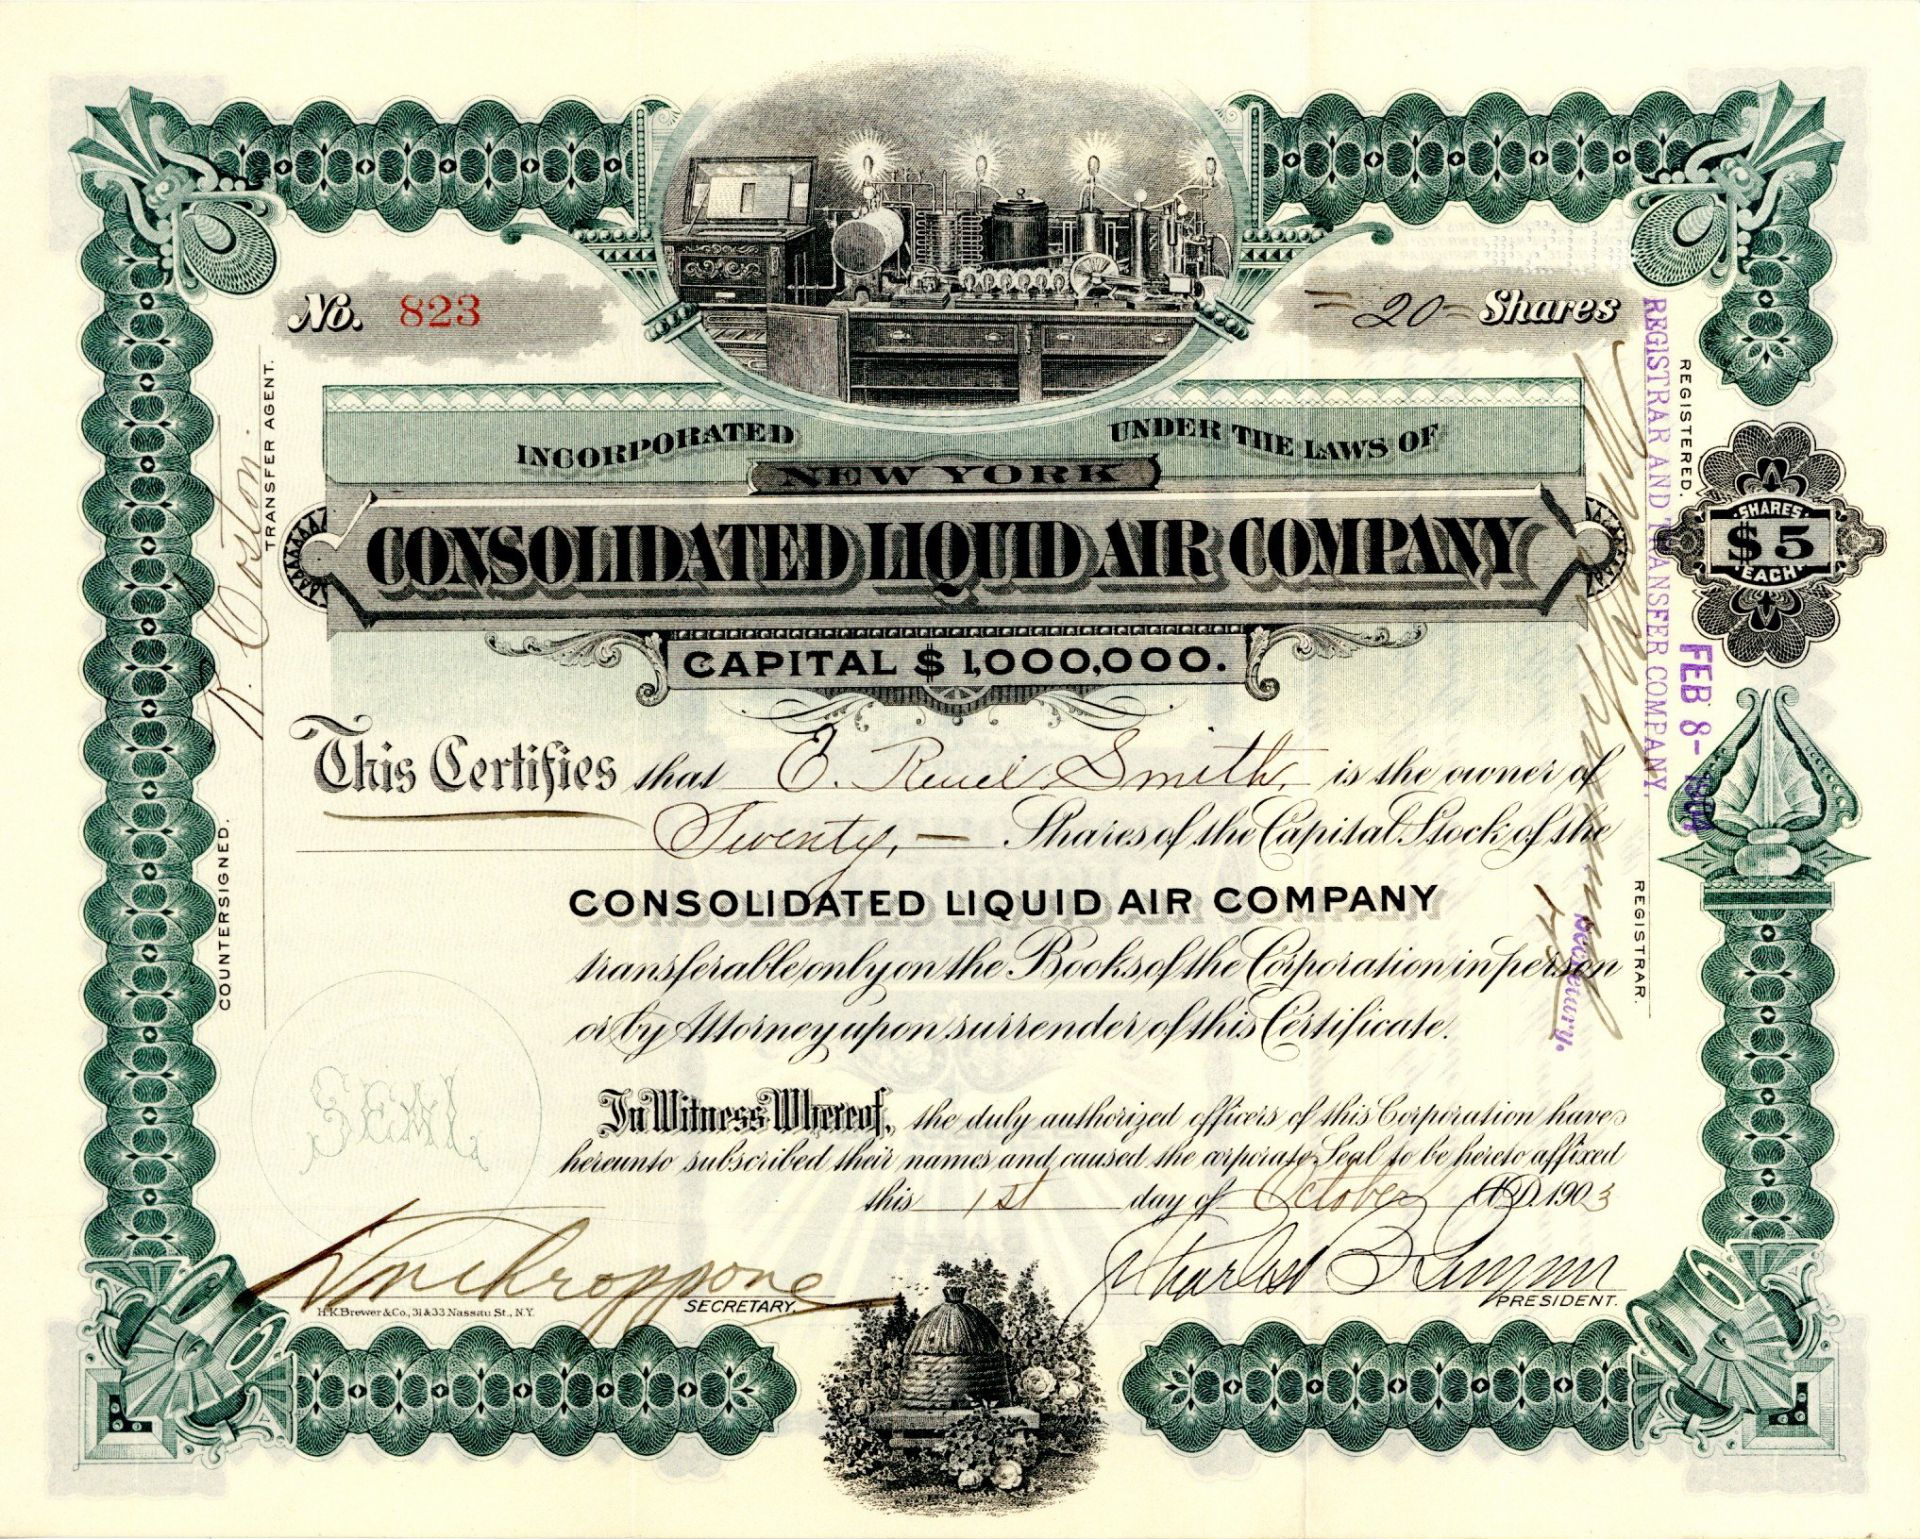 No. 823
= 20 = Shares
INCORPORATED UNDER THE LAWS OF
NEW YORK
CONSOLIDATED LIQUID AIR COMPANY
CAPITAL $1,000,000.
This Certifies that E. Reuel Smith, is the owner of
Twenty, — Shares of the Capital Stock of the
CONSOLIDATED LIQUID AIR COMPANY
transferable only on the Books of the Corporation in person
or by Attorney upon surrender of this Certificate.
In Witness Whereof, the duly authorized officers of this Corporation have
hereunto subscribed their names and caused the corporate Seal to be hereto affixed
this 1st day of October A.D. 1903
SEAL
SECRETARY.
PRESIDENT.
H.K. Brewer & Co., 31 & 33 Nassau St., N.Y.
COUNTERSIGNED.
R. Coston.
TRANSFER AGENT.
REGISTERED.
REGISTRAR AND TRANSFER COMPANY.
FEB 8- 1904
Secretary.
REGISTRAR.
SHARES
$5
EACH